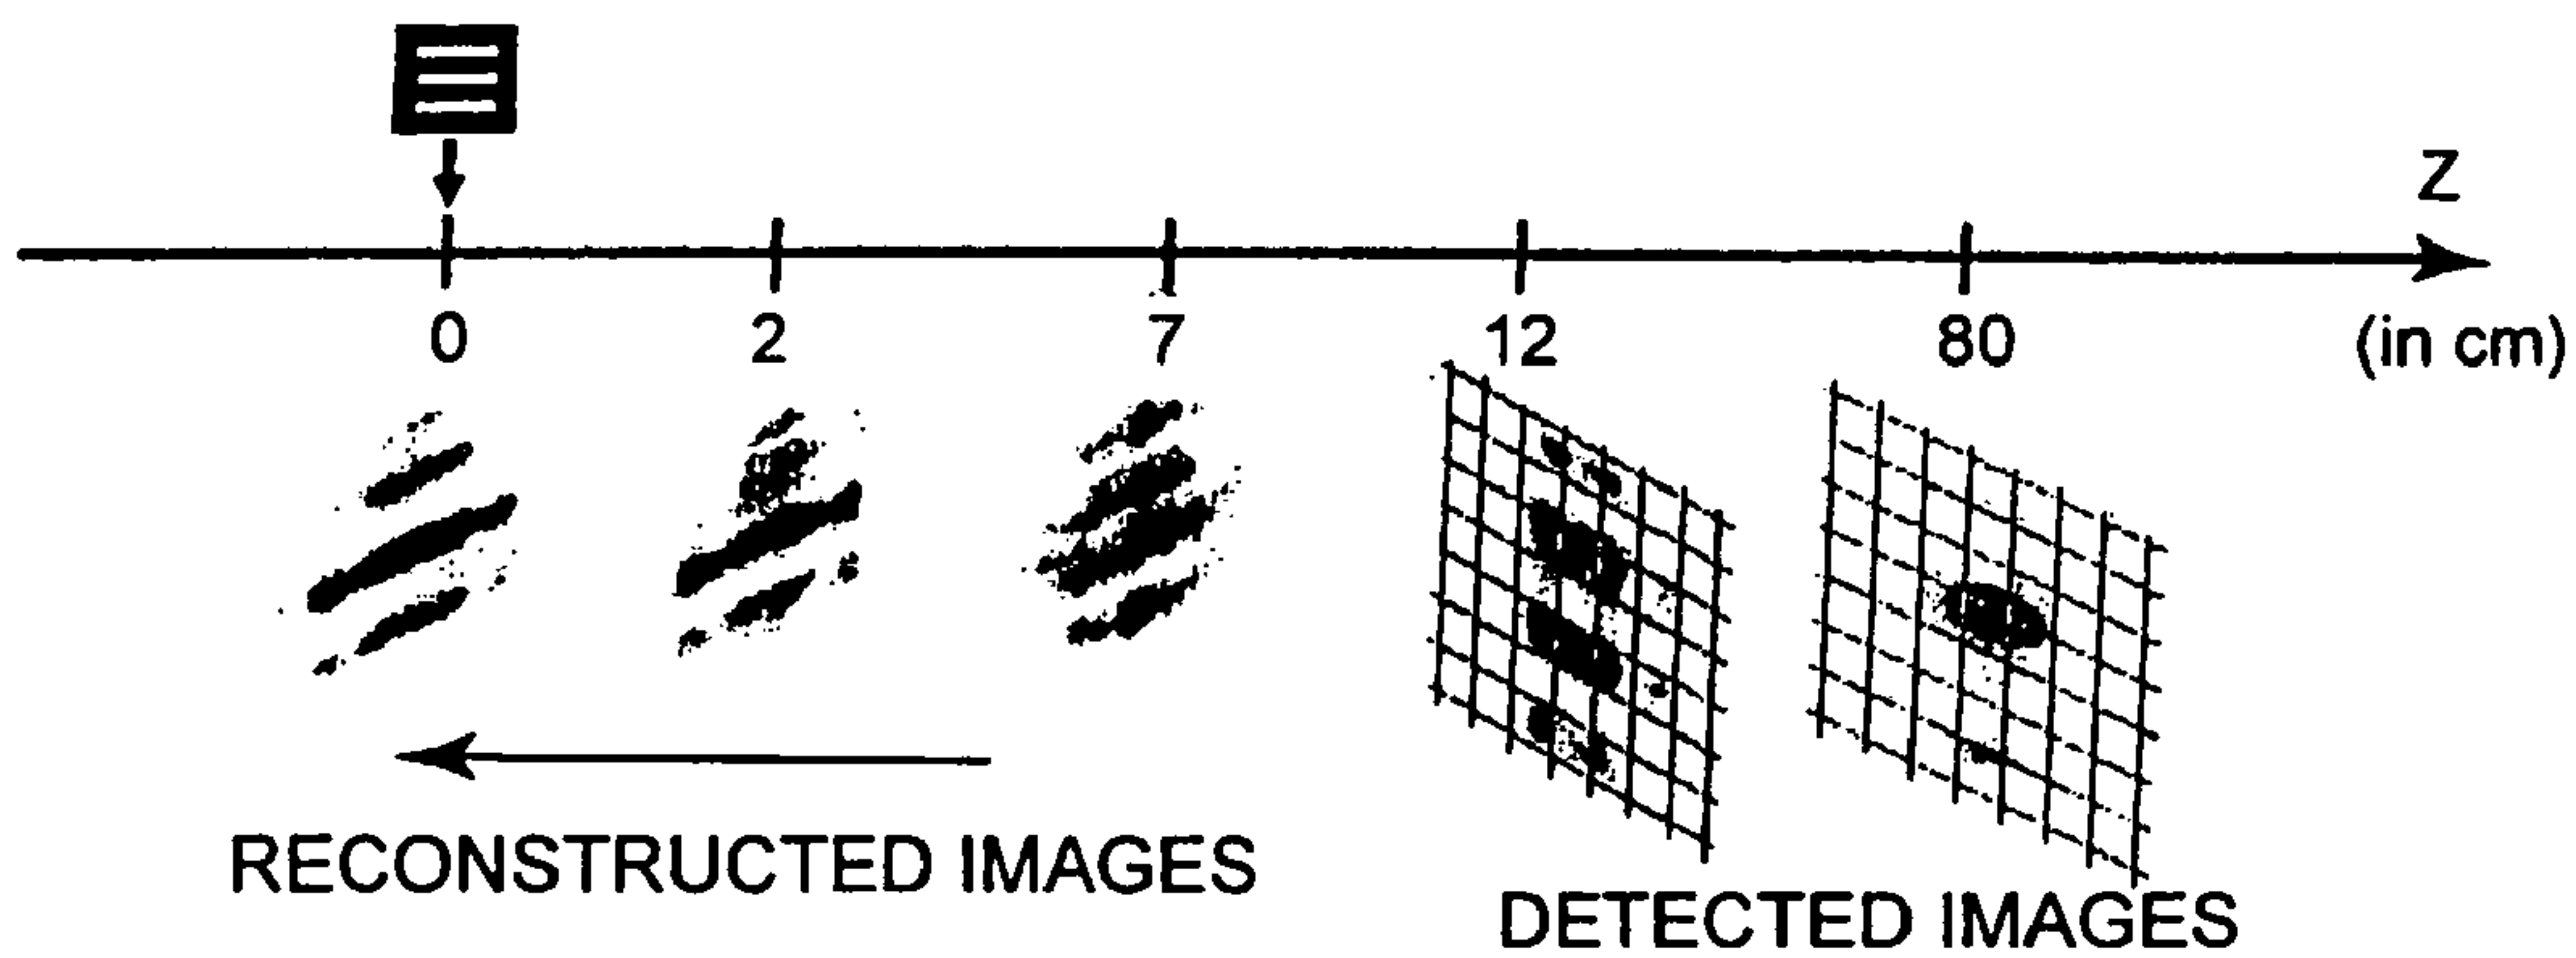 Z
0 2 7 12 80 (in cm)
RECONSTRUCTED IMAGES
DETECTED IMAGES